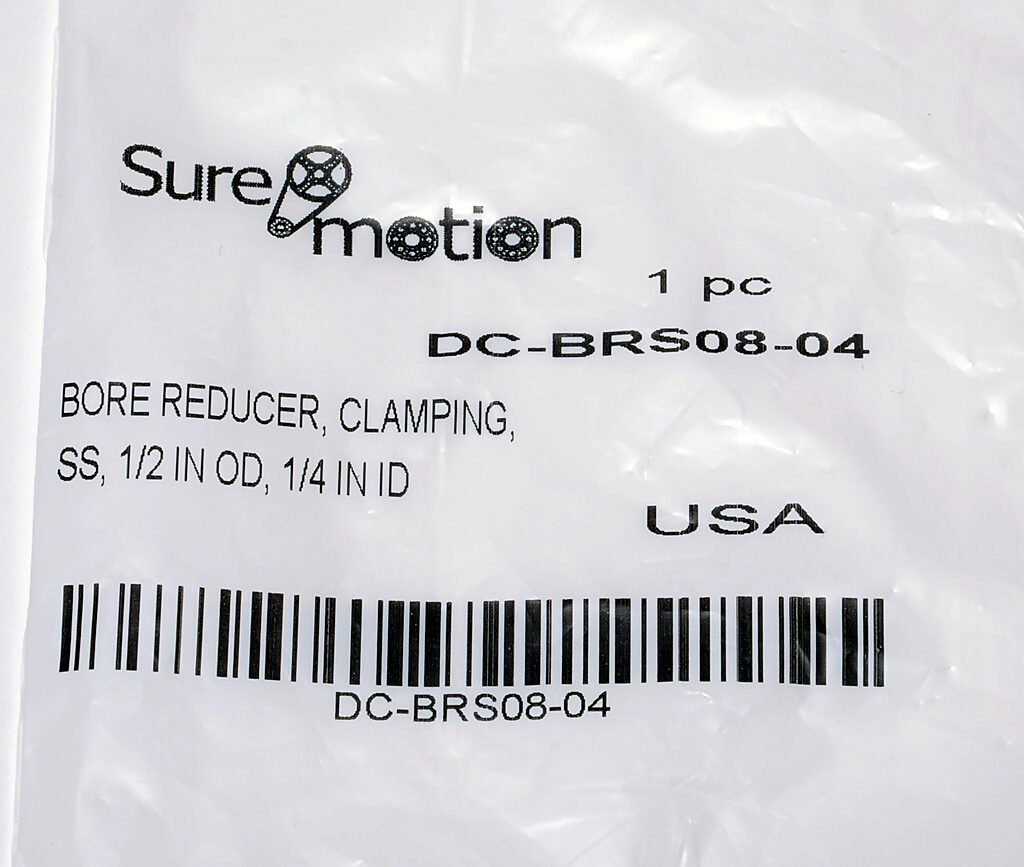 Sure motion
1 pc
DC-BRS08-04
BORE REDUCER, CLAMPING,
SS, 1/2 IN OD, 1/4 IN ID
USA
DC-BRS08-04